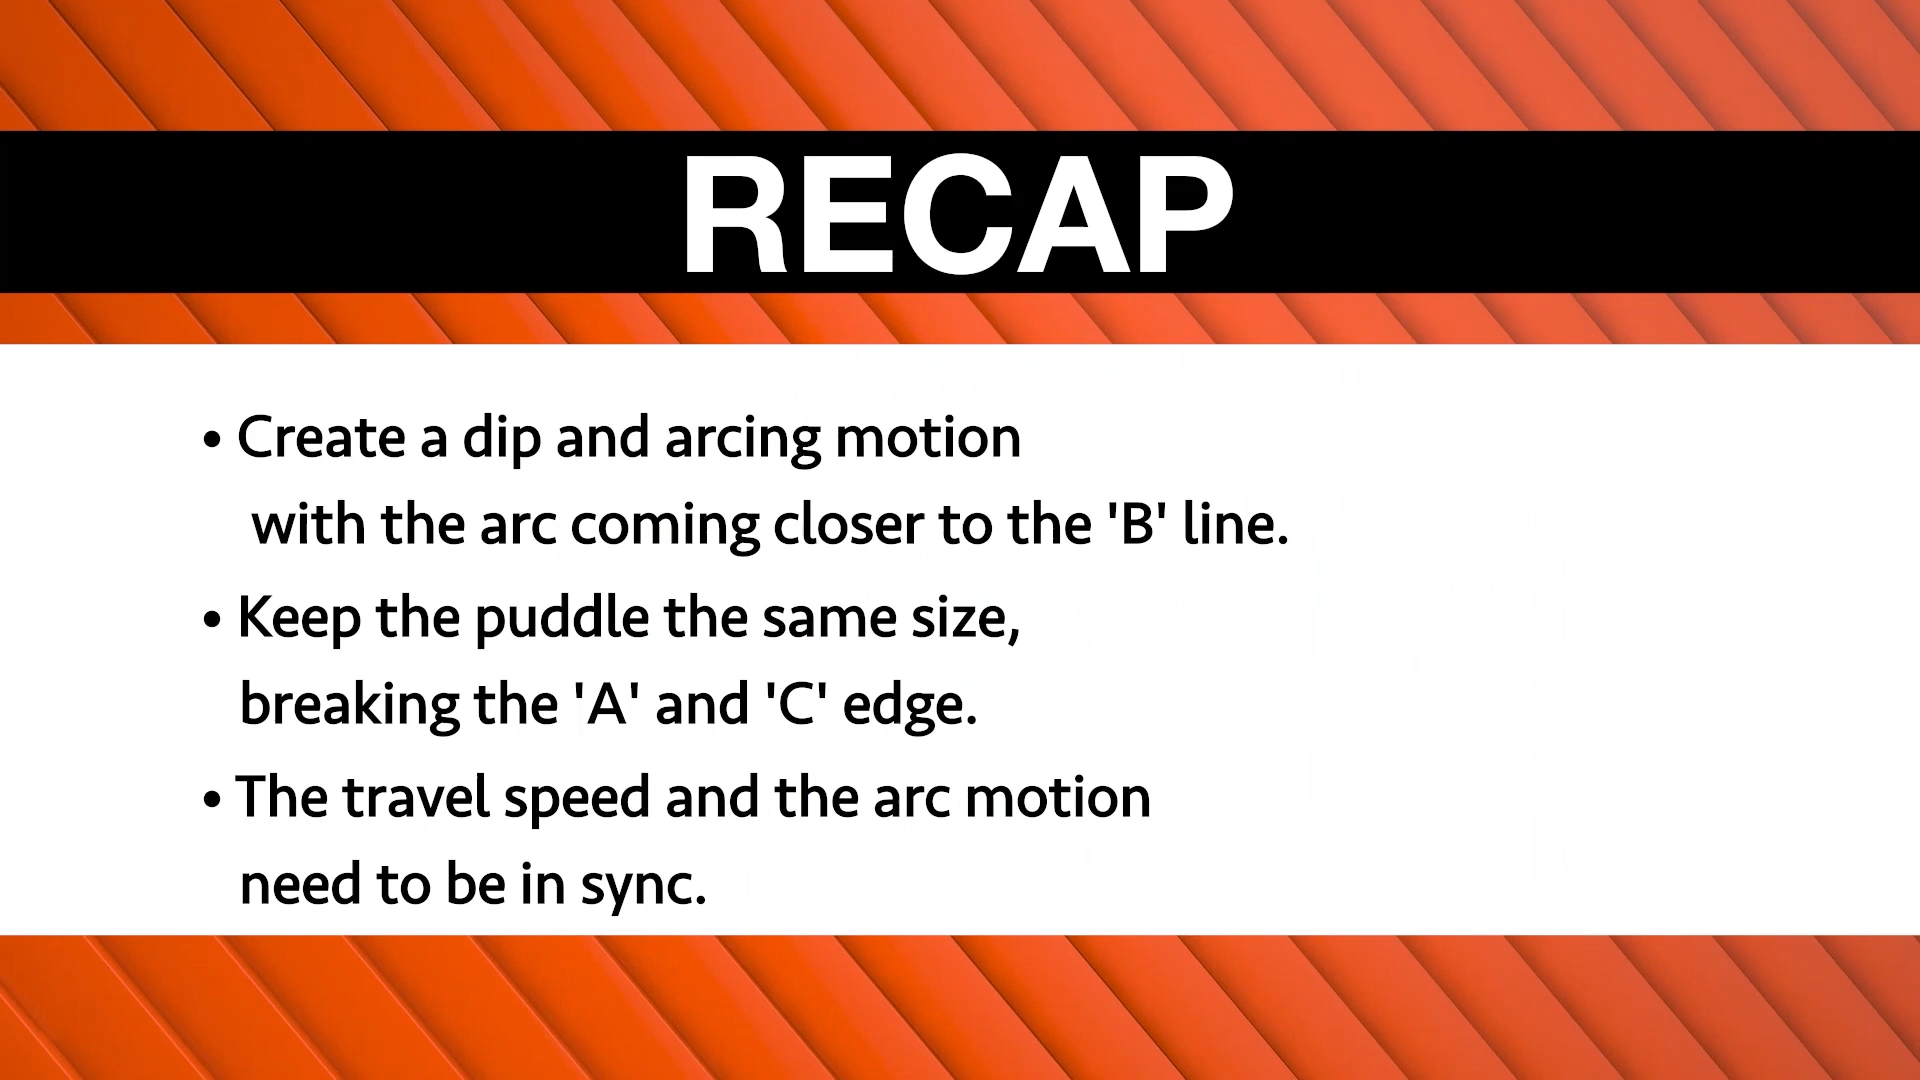 RECAP
• Create a dip and arcing motion
with the arc coming closer to the 'B' line.
• Keep the puddle the same size,
breaking the 'A' and 'C' edge.
• The travel speed and the arc motion
need to be in sync.